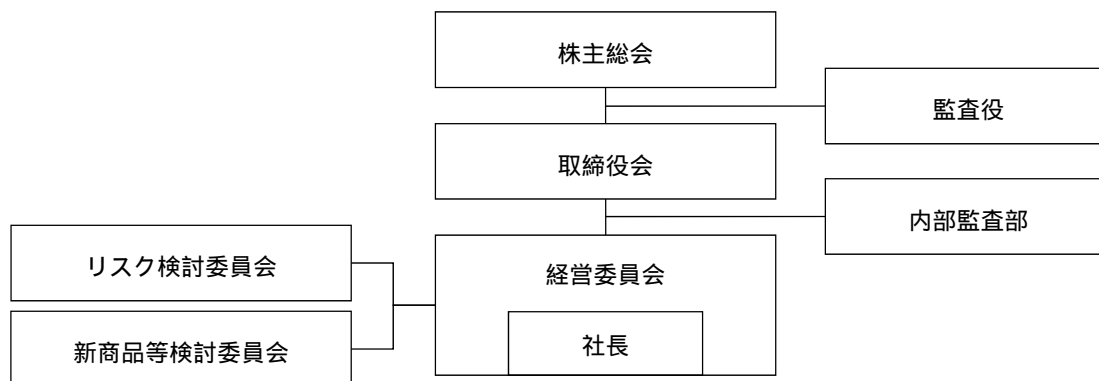 株主総会
監査役
取締役会
内部監査部
リスク検討委員会
経営委員会
新商品等検討委員会
社長